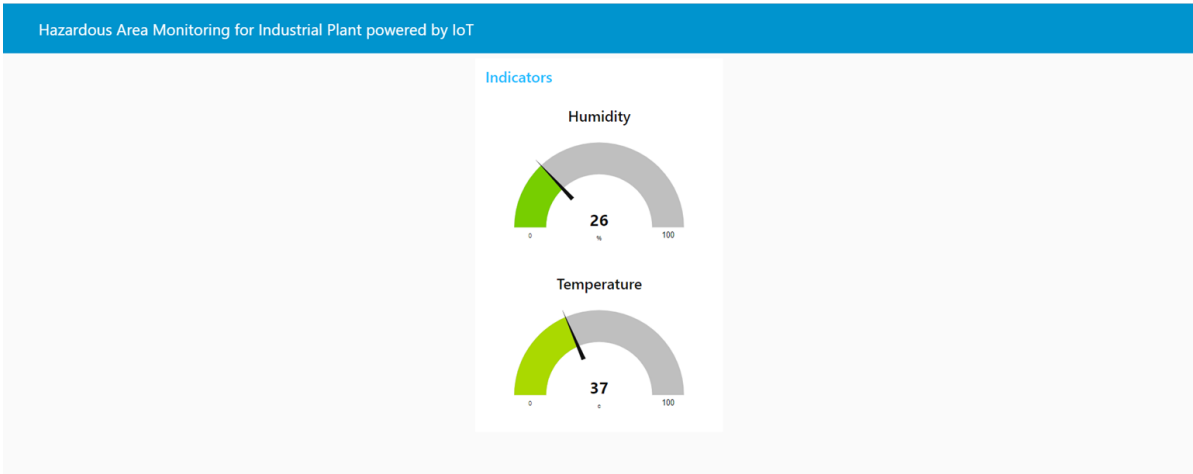 Hazardous Area Monitoring for Industrial Plant powered by IoT
Indicators
Humidity
26
%
0
100
Temperature
37
0
100